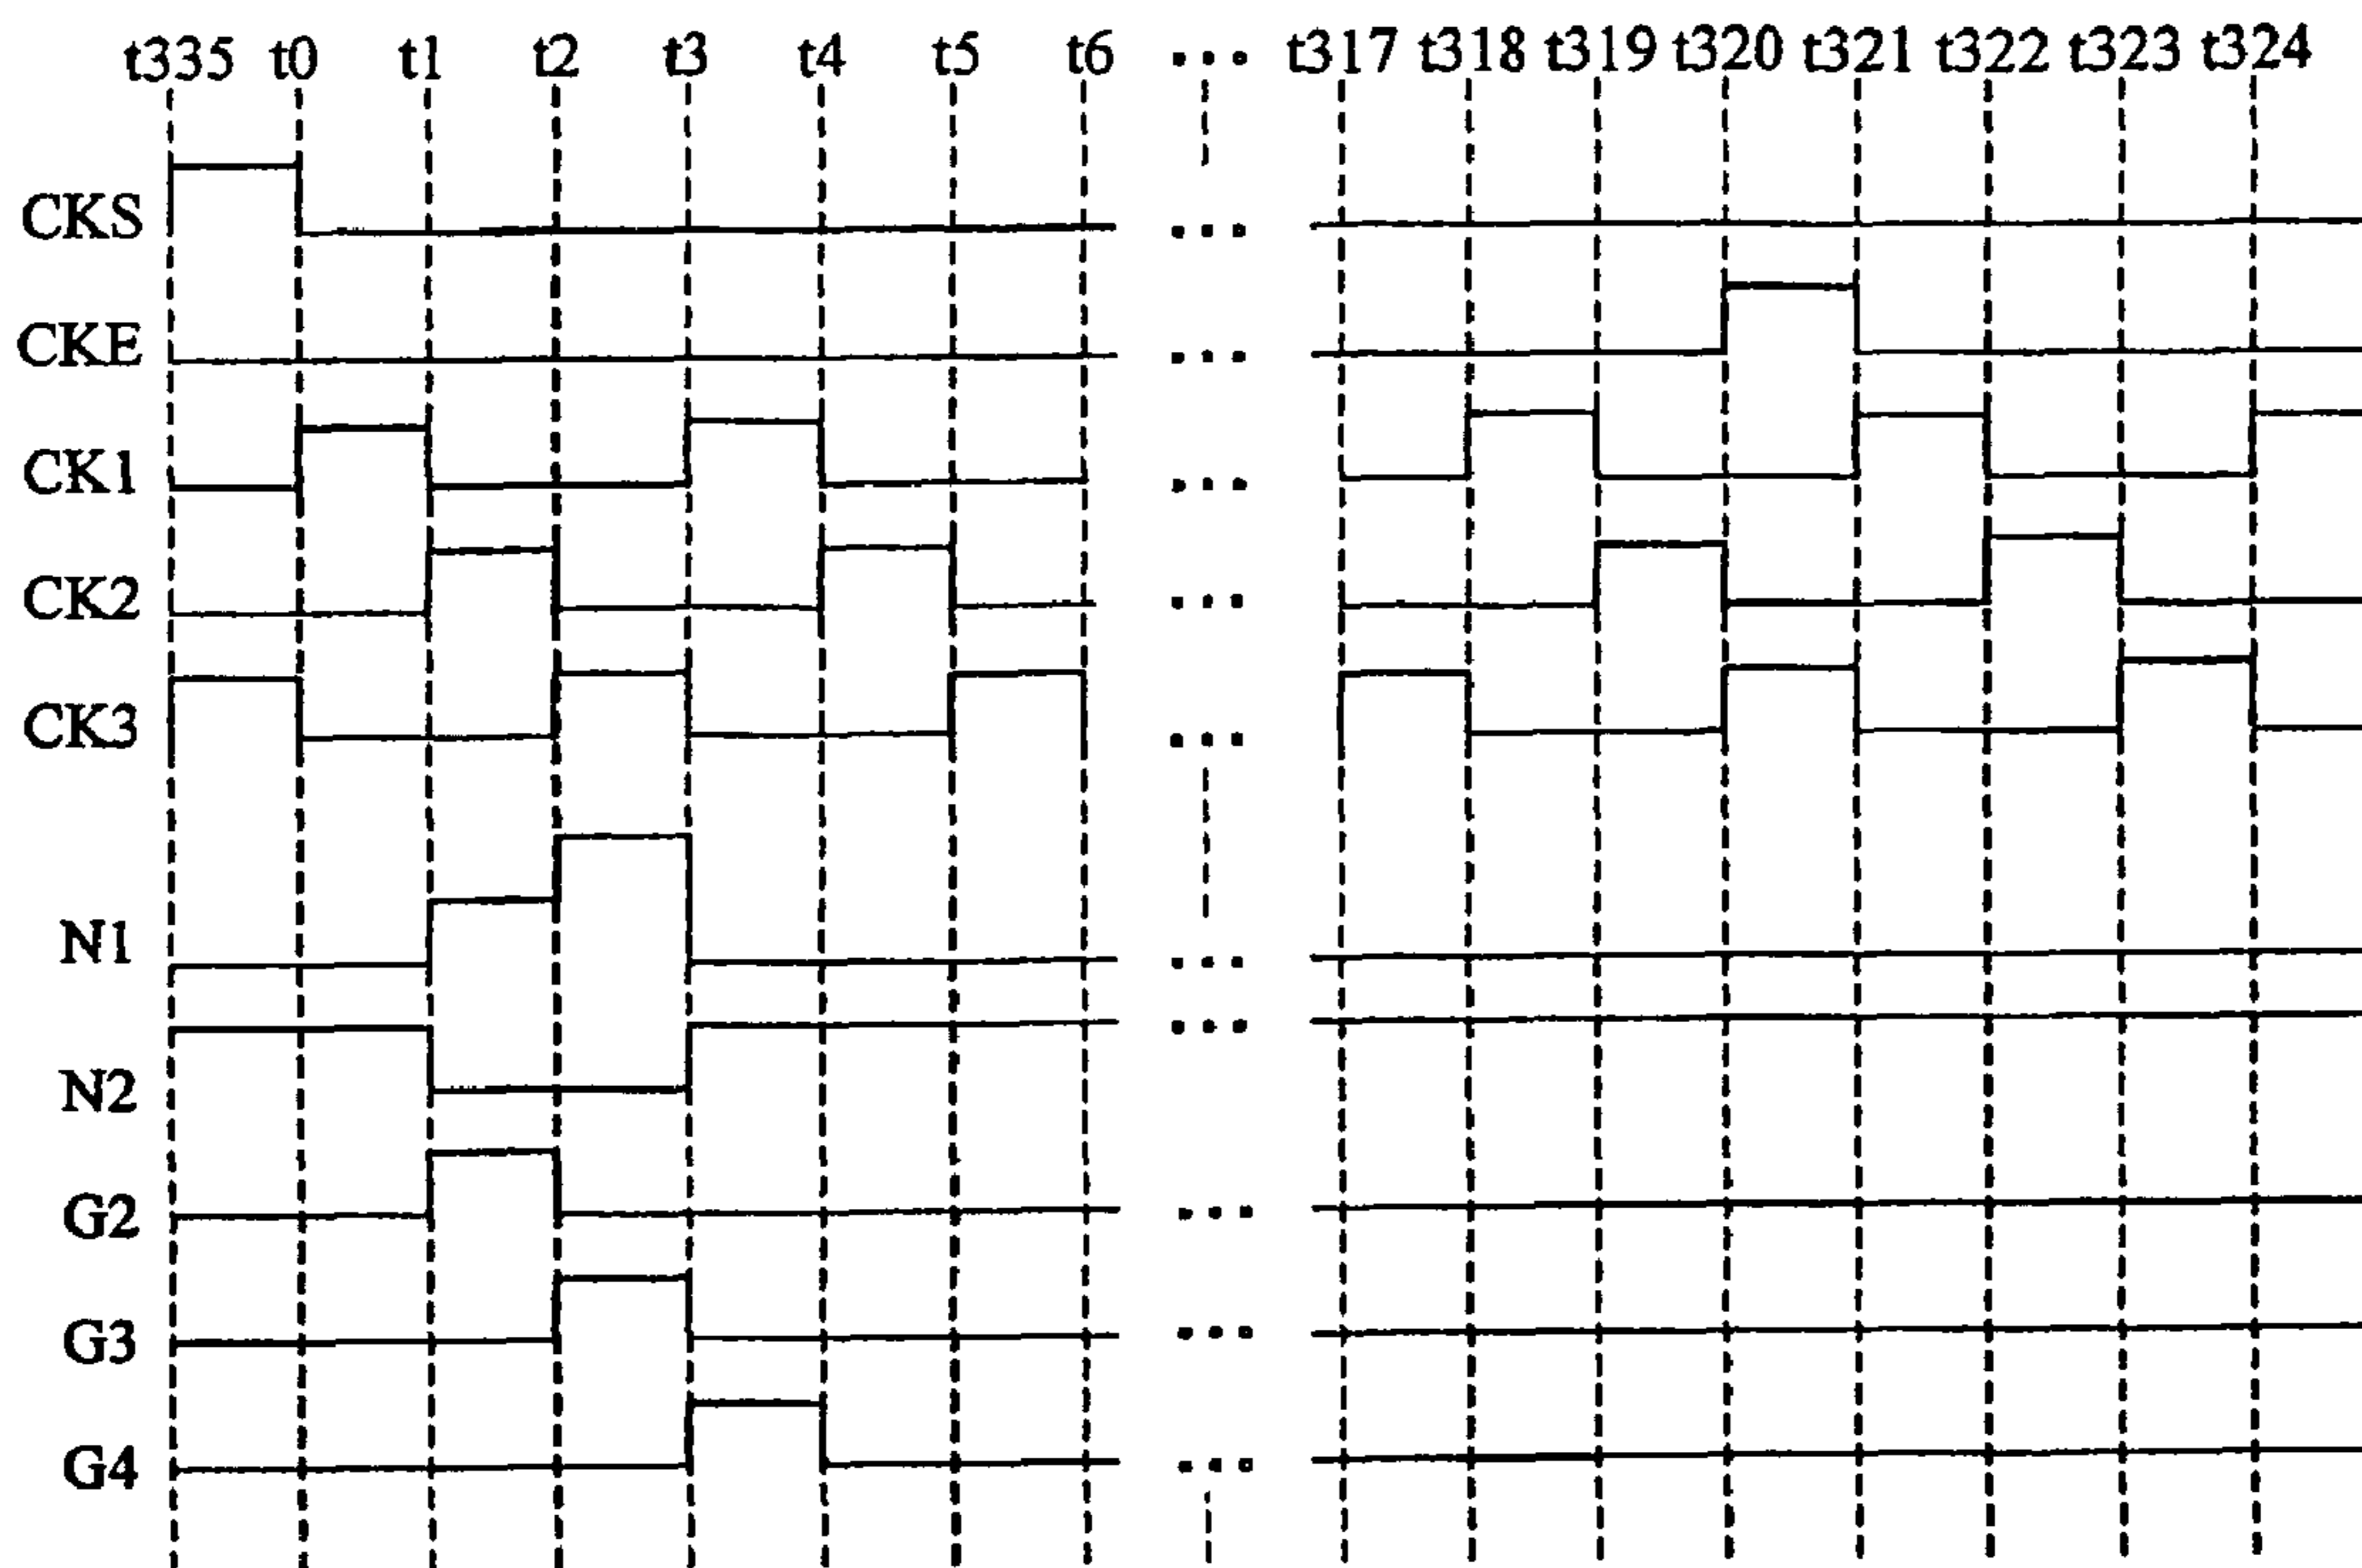 t335 t0 t1 t2 t3 t4 t5 t6 ... t317 t318 t319 t320 t321 t322 t323 t324
CKS ...
CKE ...
CK1 ...
CK2 ...
CK3 ...
N1 ...
N2 ...
G2 ...
G3 ...
G4 ...